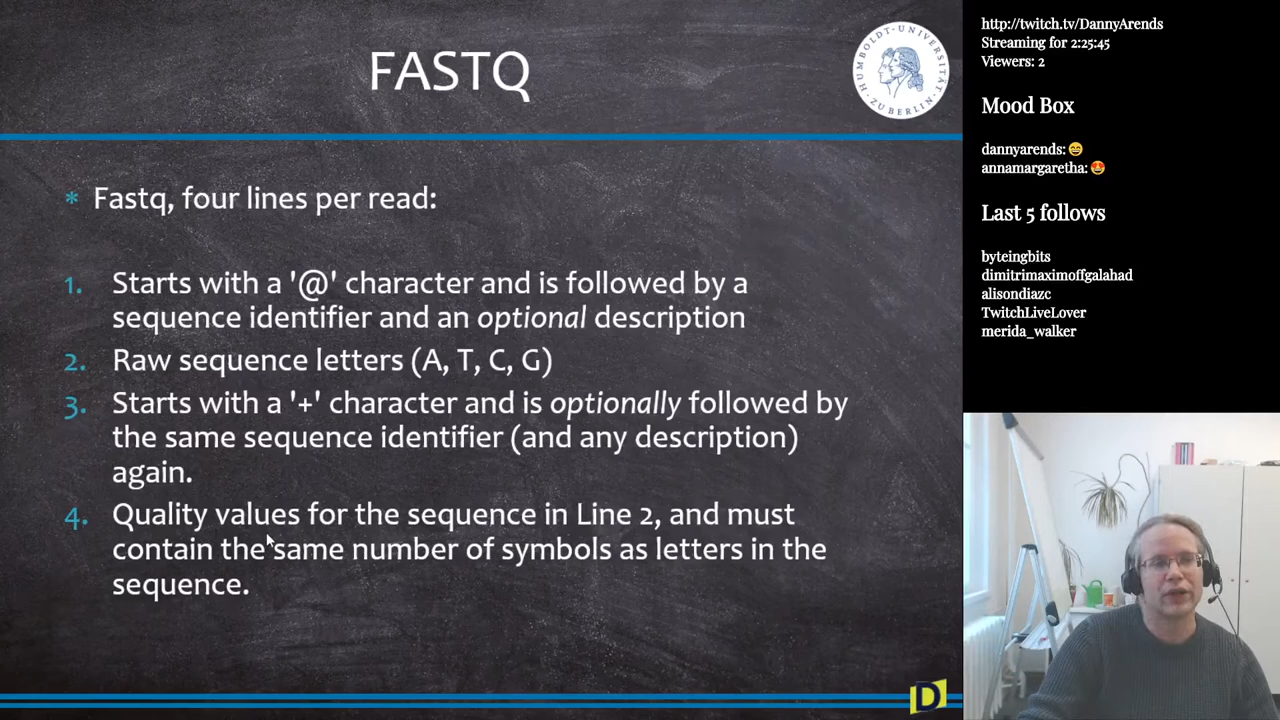 FASTQ
HUMBOLDT-UNIVERSITÄT
ZU BERLIN
* Fastq, four lines per read:
1. Starts with a '@' character and is followed by a
sequence identifier and an optional description
2. Raw sequence letters (A, T, C, G)
3. Starts with a '+' character and is optionally followed by
the same sequence identifier (and any description)
again.
4. Quality values for the sequence in Line 2, and must
contain the same number of symbols as letters in the
sequence.
D
http://twitch.tv/DannyArends
Streaming for 2:25:45
Viewers: 2
Mood Box
dannyarends: 😄
annamargaretha: 😍
Last 5 follows
byteingbits
dimitrimaximoffgalahad
alisondiazc
TwitchLiveLover
merida_walker